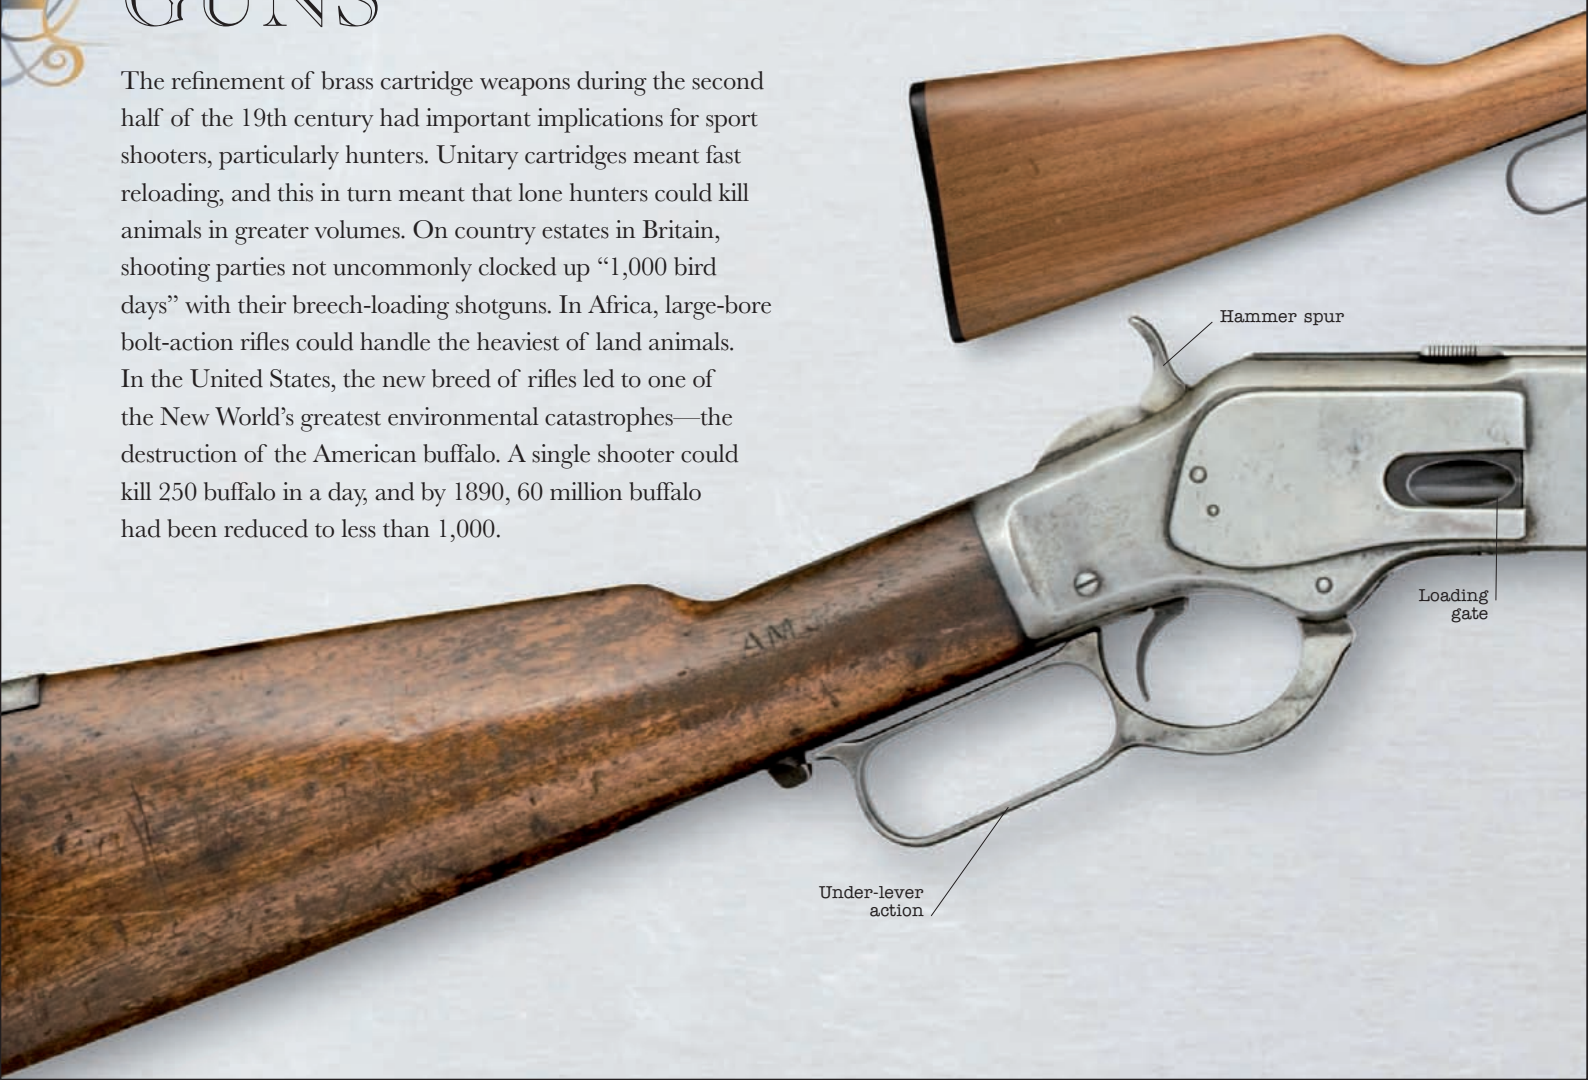 GUNS
The refinement of brass cartridge weapons during the second
half of the 19th century had important implications for sport
shooters, particularly hunters. Unitary cartridges meant fast
reloading, and this in turn meant that lone hunters could kill
animals in greater volumes. On country estates in Britain,
shooting parties not uncommonly clocked up “1,000 bird
days” with their breech-loading shotguns. In Africa, large-bore
bolt-action rifles could handle the heaviest of land animals.
In the United States, the new breed of rifles led to one of
the New World’s greatest environmental catastrophes—the
destruction of the American buffalo. A single shooter could
kill 250 buffalo in a day, and by 1890, 60 million buffalo
had been reduced to less than 1,000.
Hammer spur
Loading
gate
Under-lever
action